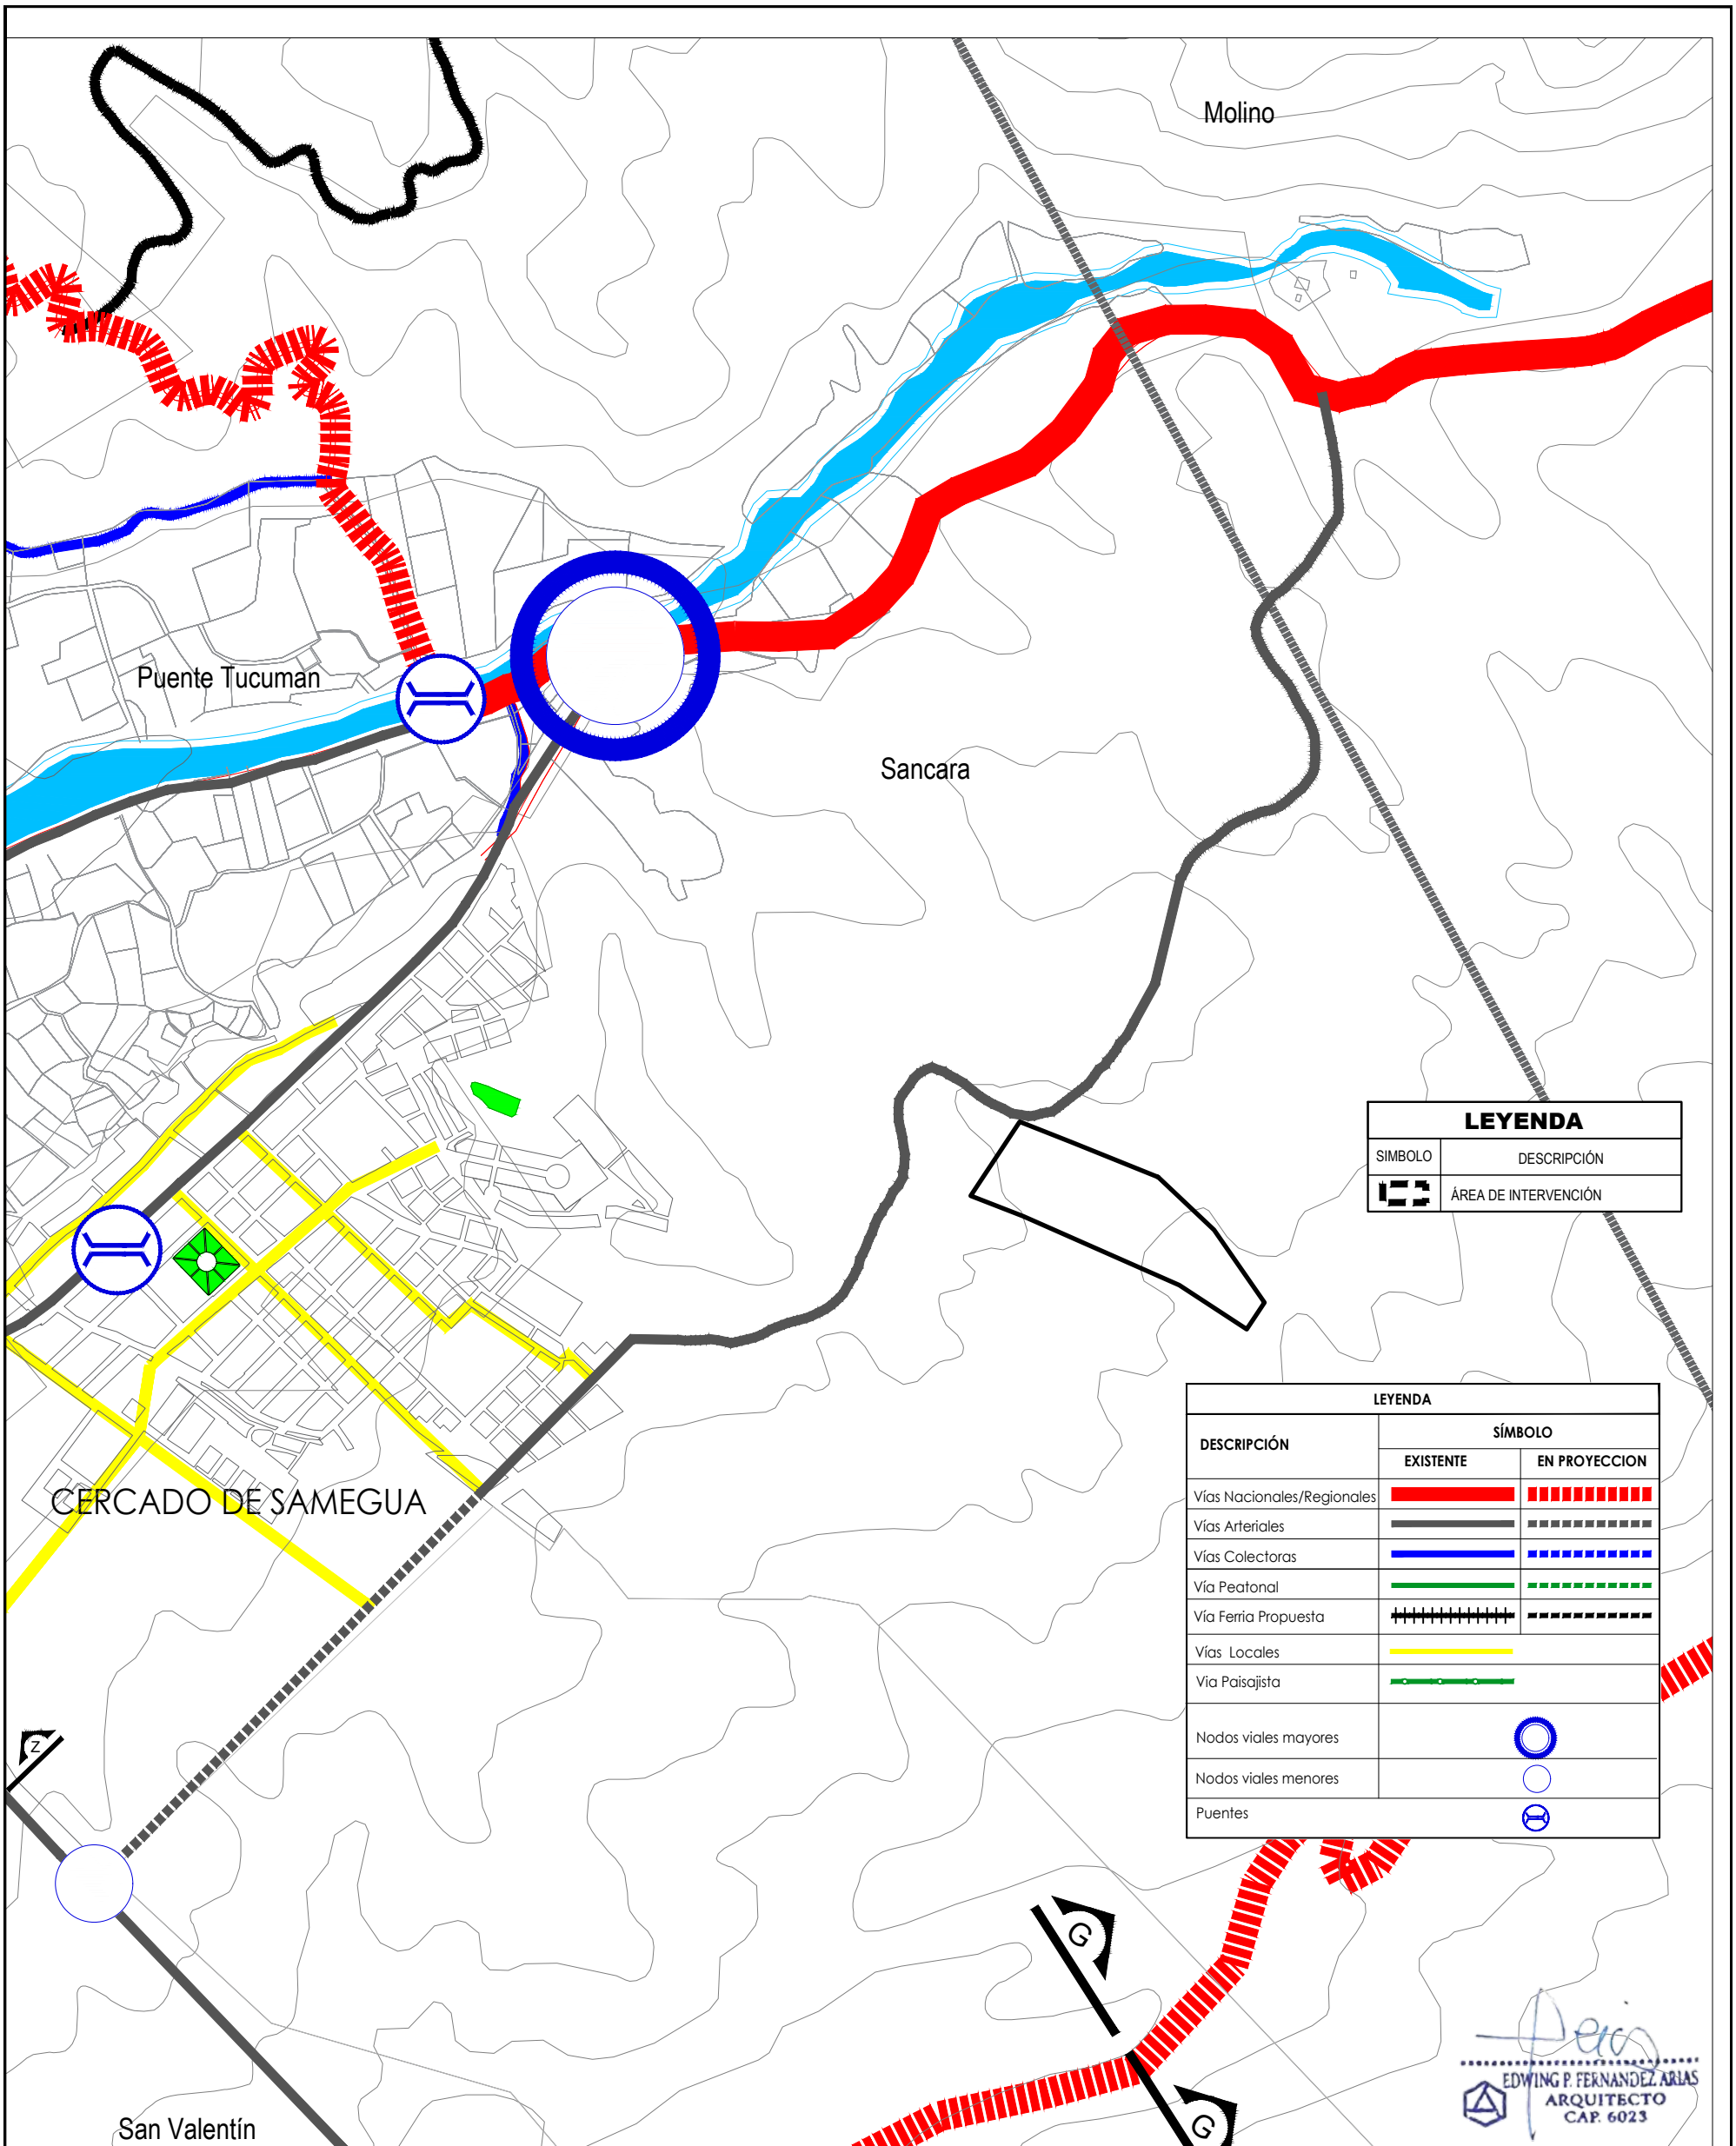 Molino
Puente Tucuman
Sancara
LEYENDA
SIMBOLO DESCRIPCIÓN
ÁREA DE INTERVENCIÓN
LEYENDA
DESCRIPCIÓN SÍMBOLO
EXISTENTE EN PROYECCION
Vías Nacionales/Regionales
Vías Arteriales
Vías Colectoras
Vía Peatonal
Vía Ferria Propuesta
Vías Locales
Via Paisajista
Nodos viales mayores
Nodos viales menores
Puentes
CERCADO DE SAMEGUA
Z
G
G
San Valentín
EDWING P. FERNANDEZ ARIAS
ARQUITECTO
CAP. 6023